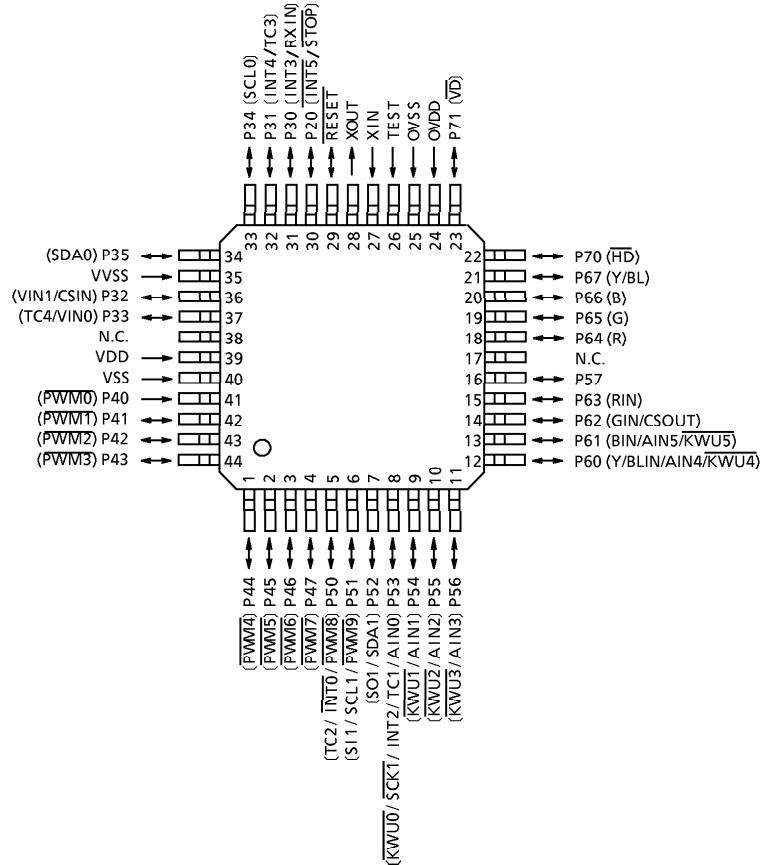 P34 (SCL0)
P31 (INT4/TC3)
P30 (INT3/RXIN)
P20 (INT5/STOP)
RESET
XOUT
XIN
TEST
OVSS
OVDD
P71 (VD)
33 32 31 30 29 28 27 26 25 24 23
(SDA0) P35 34
VVSS 35
(VIN1/CSIN) P32 36
(TC4/VIN0) P33 37
N.C. 38
VDD 39
VSS 40
(PWM0) P40 41
(PWM1) P41 42
(PWM2) P42 43
(PWM3) P43 44
22 P70 (HD)
21 P67 (Y/BL)
20 P66 (B)
19 P65 (G)
18 P64 (R)
17 N.C.
16 P57
15 P63 (RIN)
14 P62 (GIN/CSOUT)
13 P61 (BIN/AIN5/KWU5)
12 P60 (Y/BLIN/AIN4/KWU4)
1 2 3 4 5 6 7 8 9 10 11
(PWM4) P44
(PWM5) P45
(PWM6) P46
(PWM7) P47
(TC2/INT0/PWM8) P50
(SI1/SCL1/PWM9) P51
(SO1/SDA1) P52
(KWU0/SCK1/INT2/TC1/AIN0) P53
(KWU1/AIN1) P54
(KWU2/AIN2) P55
(KWU3/AIN3) P56